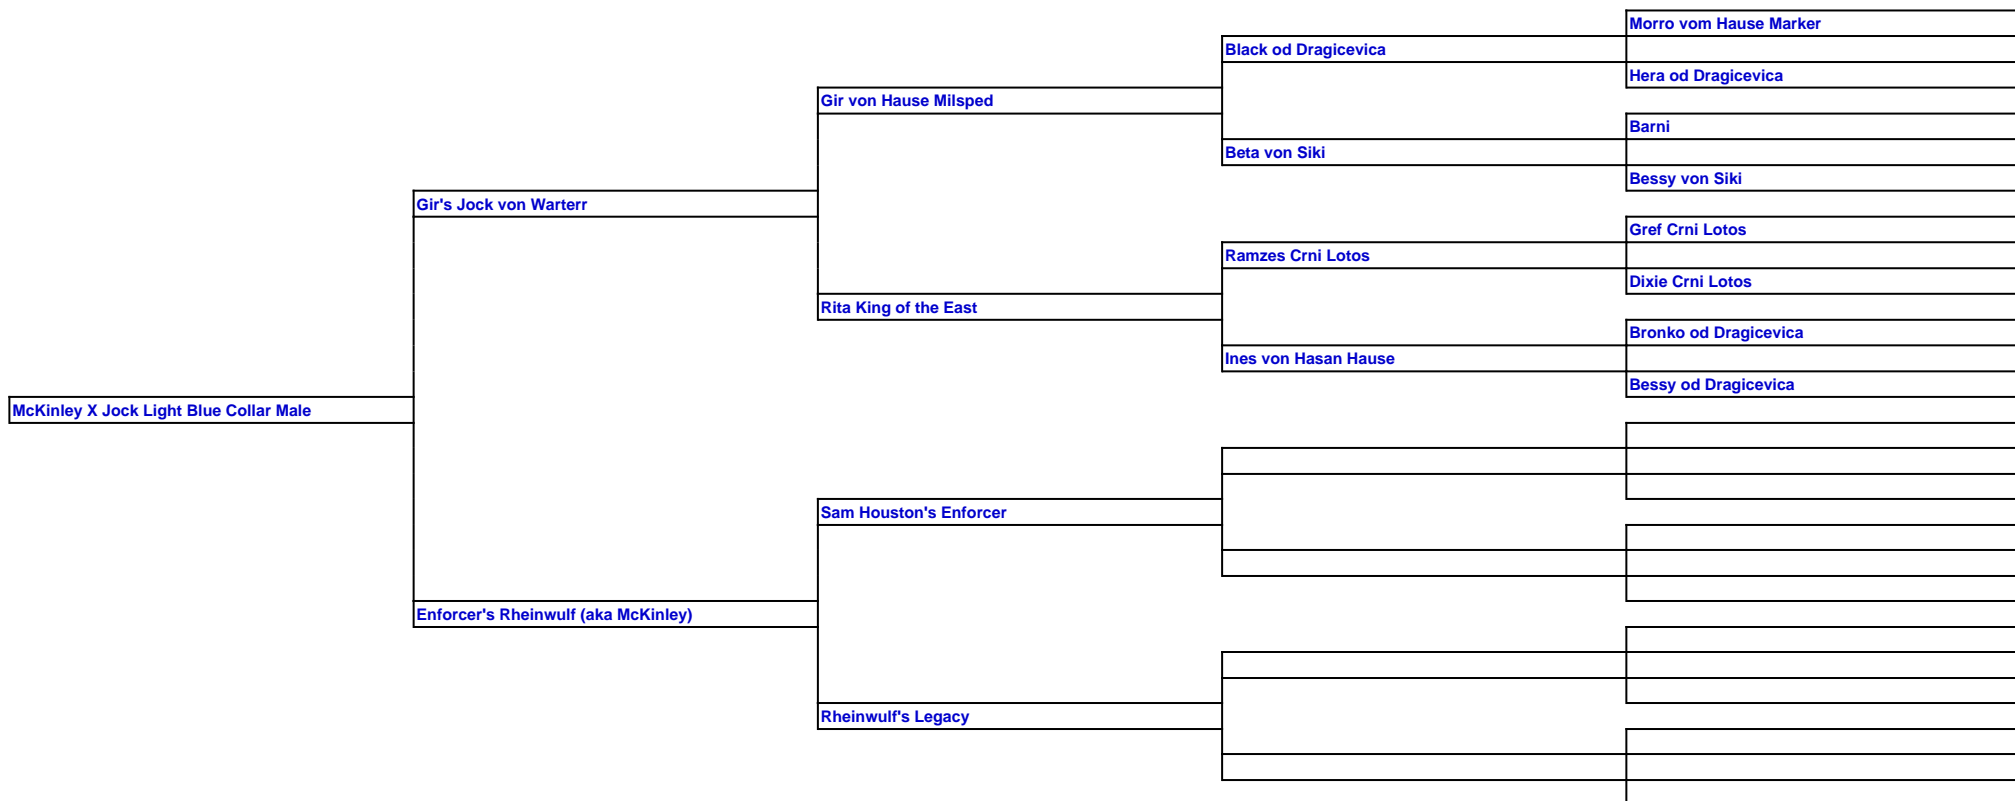 Morro vom Hause Marker
Black od Dragicevica
Hera od Dragicevica
Gir von Hause Milsped
Barni
Beta von Siki
Bessy von Siki
Gir's Jock von Warterr
Gref Crni Lotos
Ramzes Crni Lotos
Dixie Crni Lotos
Rita King of the East
Bronko od Dragicevica
Ines von Hasan Hause
Bessy od Dragicevica
McKinley X Jock Light Blue Collar Male
Sam Houston's Enforcer
Enforcer's Rheinwulf (aka McKinley)
Rheinwulf's Legacy